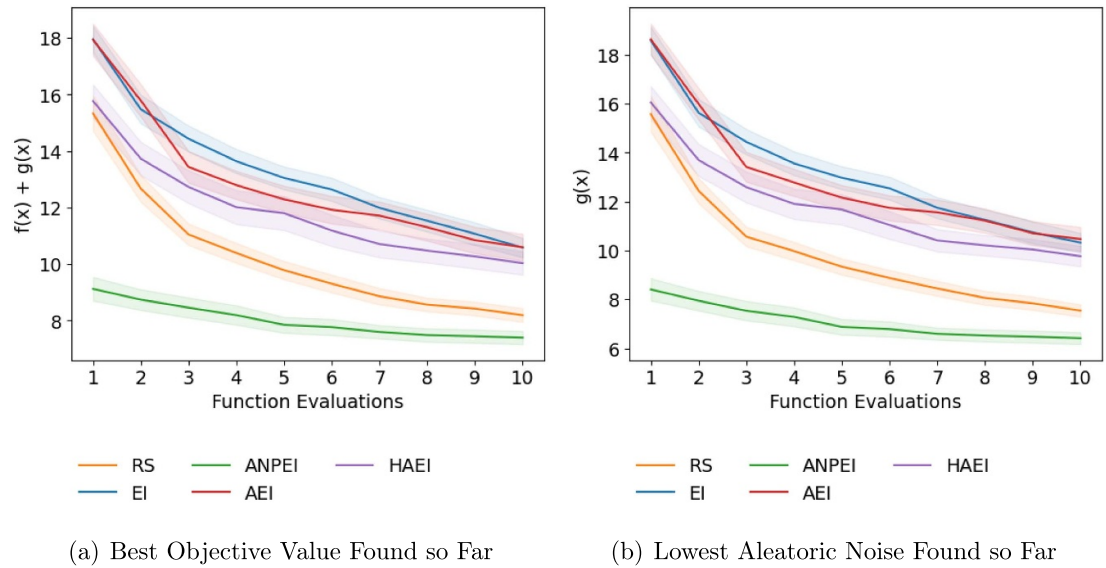 f(x) + g(x)
18
16
14
12
10
8
1 2 3 4 5 6 7 8 9 10
Function Evaluations
RS ANPEI HAEI
EI AEI
(a) Best Objective Value Found so Far
g(x)
18
16
14
12
10
8
6
1 2 3 4 5 6 7 8 9 10
Function Evaluations
RS ANPEI HAEI
EI AEI
(b) Lowest Aleatoric Noise Found so Far